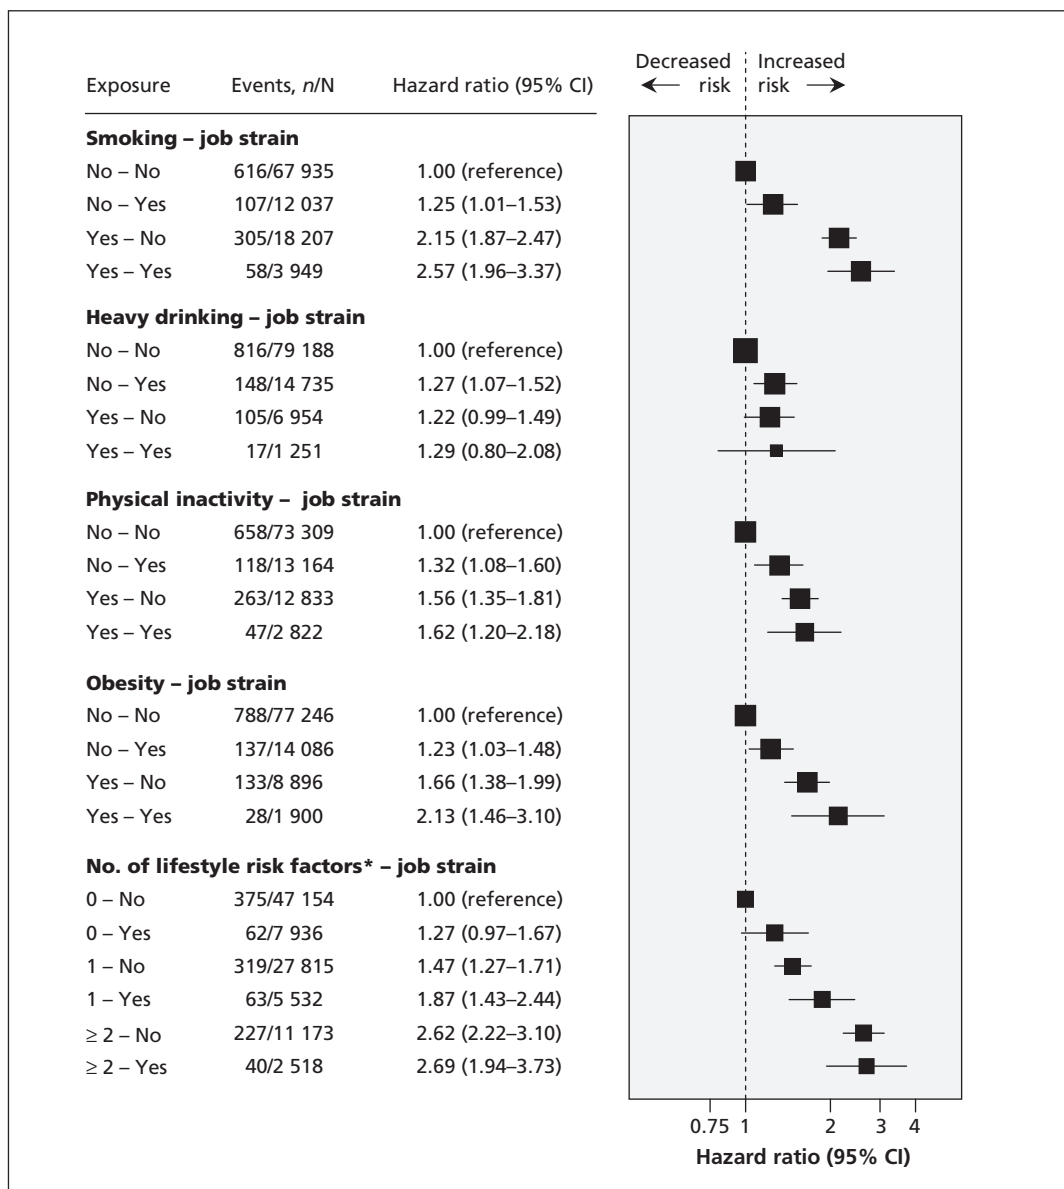 Decreased risk
Increased risk
Exposure Events, n/N Hazard ratio (95% CI)
Smoking – job strain
No – No 616/67 935 1.00 (reference)
No – Yes 107/12 037 1.25 (1.01–1.53)
Yes – No 305/18 207 2.15 (1.87–2.47)
Yes – Yes 58/3 949 2.57 (1.96–3.37)
Heavy drinking – job strain
No – No 816/79 188 1.00 (reference)
No – Yes 148/14 735 1.27 (1.07–1.52)
Yes – No 105/6 954 1.22 (0.99–1.49)
Yes – Yes 17/1 251 1.29 (0.80–2.08)
Physical inactivity – job strain
No – No 658/73 309 1.00 (reference)
No – Yes 118/13 164 1.32 (1.08–1.60)
Yes – No 263/12 833 1.56 (1.35–1.81)
Yes – Yes 47/2 822 1.62 (1.20–2.18)
Obesity – job strain
No – No 788/77 246 1.00 (reference)
No – Yes 137/14 086 1.23 (1.03–1.48)
Yes – No 133/8 896 1.66 (1.38–1.99)
Yes – Yes 28/1 900 2.13 (1.46–3.10)
No. of lifestyle risk factors* – job strain
0 – No 375/47 154 1.00 (reference)
0 – Yes 62/7 936 1.27 (0.97–1.67)
1 – No 319/27 815 1.47 (1.27–1.71)
1 – Yes 63/5 532 1.87 (1.43–2.44)
≥ 2 – No 227/11 173 2.62 (2.22–3.10)
≥ 2 – Yes 40/2 518 2.69 (1.94–3.73)
0.75 1 2 3 4
Hazard ratio (95% CI)